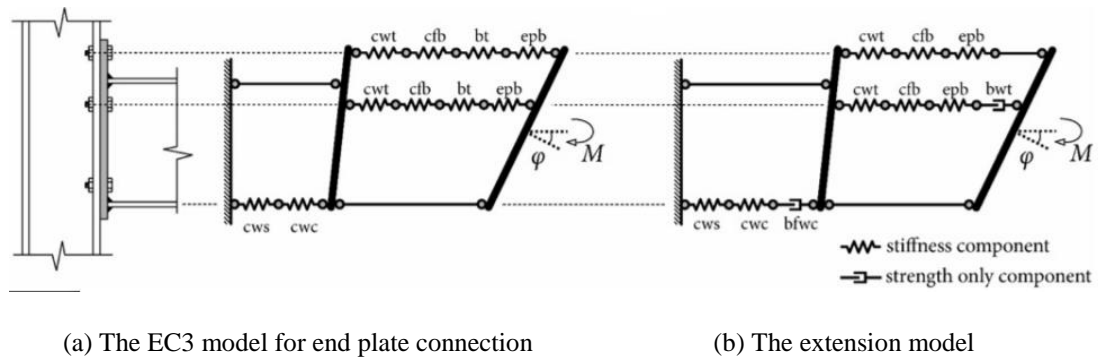 cwt cfb bt epb
cwt cfb epb
cwt cfb bt epb
cwt cfb epb bwt
φ M
φ M
cws cwc
cws cwc bfwc
stiffness component
strength only component
(a) The EC3 model for end plate connection
(b) The extension model